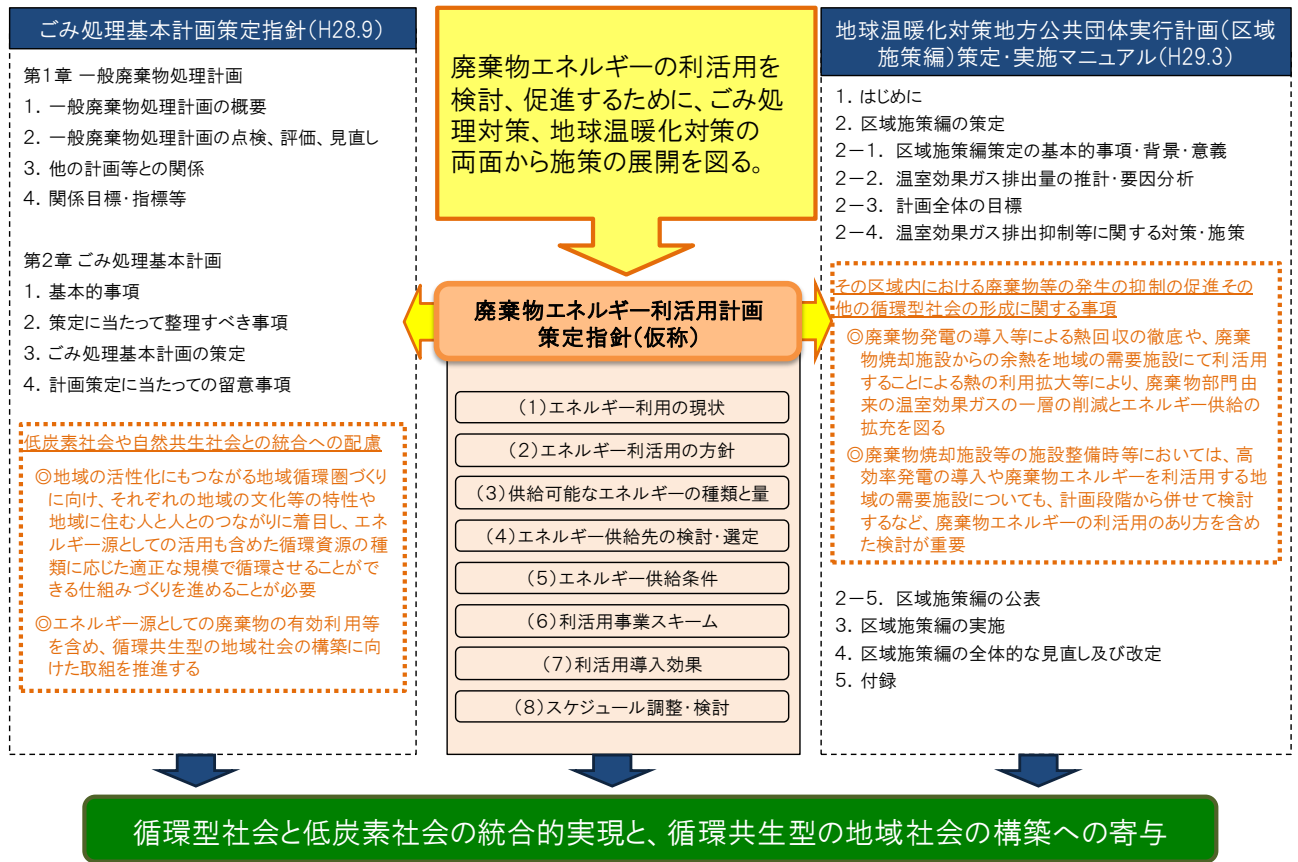 ごみ処理基本計画策定指針(H28.9)
第1章 一般廃棄物処理計画
1. 一般廃棄物処理計画の概要
2. 一般廃棄物処理計画の点検、評価、見直し
3. 他の計画等との関係
4. 関係目標・指標等
第2章 ごみ処理基本計画
1. 基本的事項
2. 策定に当たって整理すべき事項
3. ごみ処理基本計画の策定
4. 計画策定に当たっての留意事項
低炭素社会や自然共生社会との統合への配慮
◎地域の活性化にもつながる地域循環圏づくり
に向け、それぞれの地域の文化等の特性や
地域に住む人と人とのつながりに着目し、エネ
ルギー源としての活用も含めた循環資源の種
類に応じた適正な規模で循環させることがで
きる仕組みづくりを進めることが必要
◎エネルギー源としての廃棄物の有効利用等
を含め、循環共生型の地域社会の構築に向
けた取組を推進する
廃棄物エネルギーの利活用を
検討、促進するために、ごみ処
理対策、地球温暖化対策の
両面から施策の展開を図る。
廃棄物エネルギー利活用計画
策定指針(仮称)
(1)エネルギー利用の現状
(2)エネルギー利活用の方針
(3)供給可能なエネルギーの種類と量
(4)エネルギー供給先の検討・選定
(5)エネルギー供給条件
(6)利活用事業スキーム
(7)利活用導入効果
(8)スケジュール調整・検討
地球温暖化対策地方公共団体実行計画(区域
施策編)策定・実施マニュアル(H29.3)
1. はじめに
2. 区域施策編の策定
2-1. 区域施策編策定の基本的事項・背景・意義
2-2. 温室効果ガス排出量の推計・要因分析
2-3. 計画全体の目標
2-4. 温室効果ガス排出抑制等に関する対策・施策
その区域内における廃棄物等の発生の抑制の促進その
他の循環型社会の形成に関する事項
◎廃棄物発電の導入等による熱回収の徹底や、廃棄
物焼却施設からの余熱を地域の需要施設にて利活用
することによる熱の利用拡大等により、廃棄物部門由
来の温室効果ガスの一層の削減とエネルギー供給の
拡充を図る
◎廃棄物焼却施設等の施設整備時等においては、高
効率発電の導入や廃棄物エネルギーを利活用する地
域の需要施設についても、計画段階から併せて検討
するなど、廃棄物エネルギーの利活用のあり方を含め
た検討が重要
2-5. 区域施策編の公表
3. 区域施策編の実施
4. 区域施策編の全体的な見直し及び改定
5. 付録
循環型社会と低炭素社会の統合的実現と、循環共生型の地域社会の構築への寄与